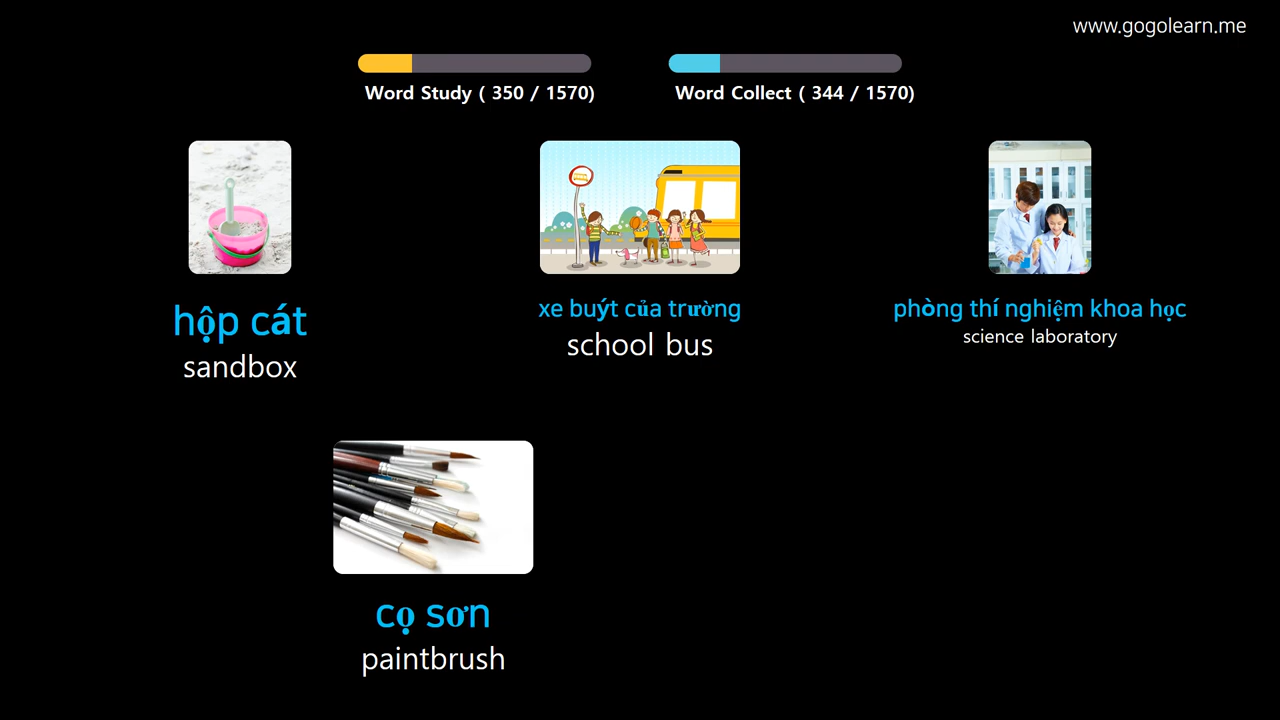 www.gogolearn.me
Word Study ( 350 / 1570)
Word Collect ( 344 / 1570)
hộp cát
sandbox
xe buýt của trường
school bus
phòng thí nghiệm khoa học
science laboratory
cọ sơn
paintbrush